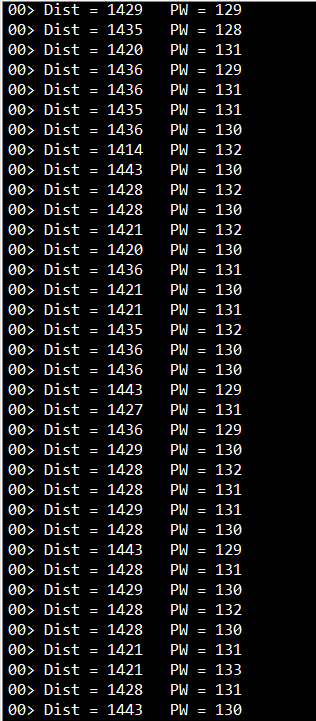 00> Dist = 1429   PW = 129
00> Dist = 1435   PW = 128
00> Dist = 1420   PW = 131
00> Dist = 1436   PW = 129
00> Dist = 1436   PW = 131
00> Dist = 1435   PW = 131
00> Dist = 1436   PW = 130
00> Dist = 1414   PW = 132
00> Dist = 1443   PW = 130
00> Dist = 1428   PW = 132
00> Dist = 1428   PW = 130
00> Dist = 1421   PW = 132
00> Dist = 1420   PW = 130
00> Dist = 1436   PW = 131
00> Dist = 1421   PW = 130
00> Dist = 1421   PW = 131
00> Dist = 1435   PW = 132
00> Dist = 1436   PW = 130
00> Dist = 1436   PW = 130
00> Dist = 1443   PW = 129
00> Dist = 1427   PW = 131
00> Dist = 1436   PW = 129
00> Dist = 1429   PW = 130
00> Dist = 1428   PW = 132
00> Dist = 1428   PW = 131
00> Dist = 1429   PW = 131
00> Dist = 1428   PW = 130
00> Dist = 1443   PW = 129
00> Dist = 1428   PW = 131
00> Dist = 1429   PW = 130
00> Dist = 1428   PW = 132
00> Dist = 1428   PW = 130
00> Dist = 1421   PW = 131
00> Dist = 1421   PW = 133
00> Dist = 1428   PW = 131
00> Dist = 1443   PW = 130